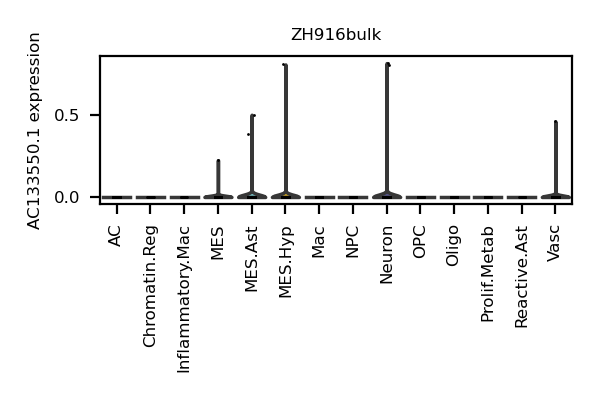 ZH916bulk
AC133550.1 expression
0.5
0.0
AC
Chromatin.Reg
Inflammatory.Mac
MES
MES.Ast
MES.Hyp
Mac
NPC
Neuron
OPC
Oligo
Prolif.Metab
Reactive.Ast
Vasc